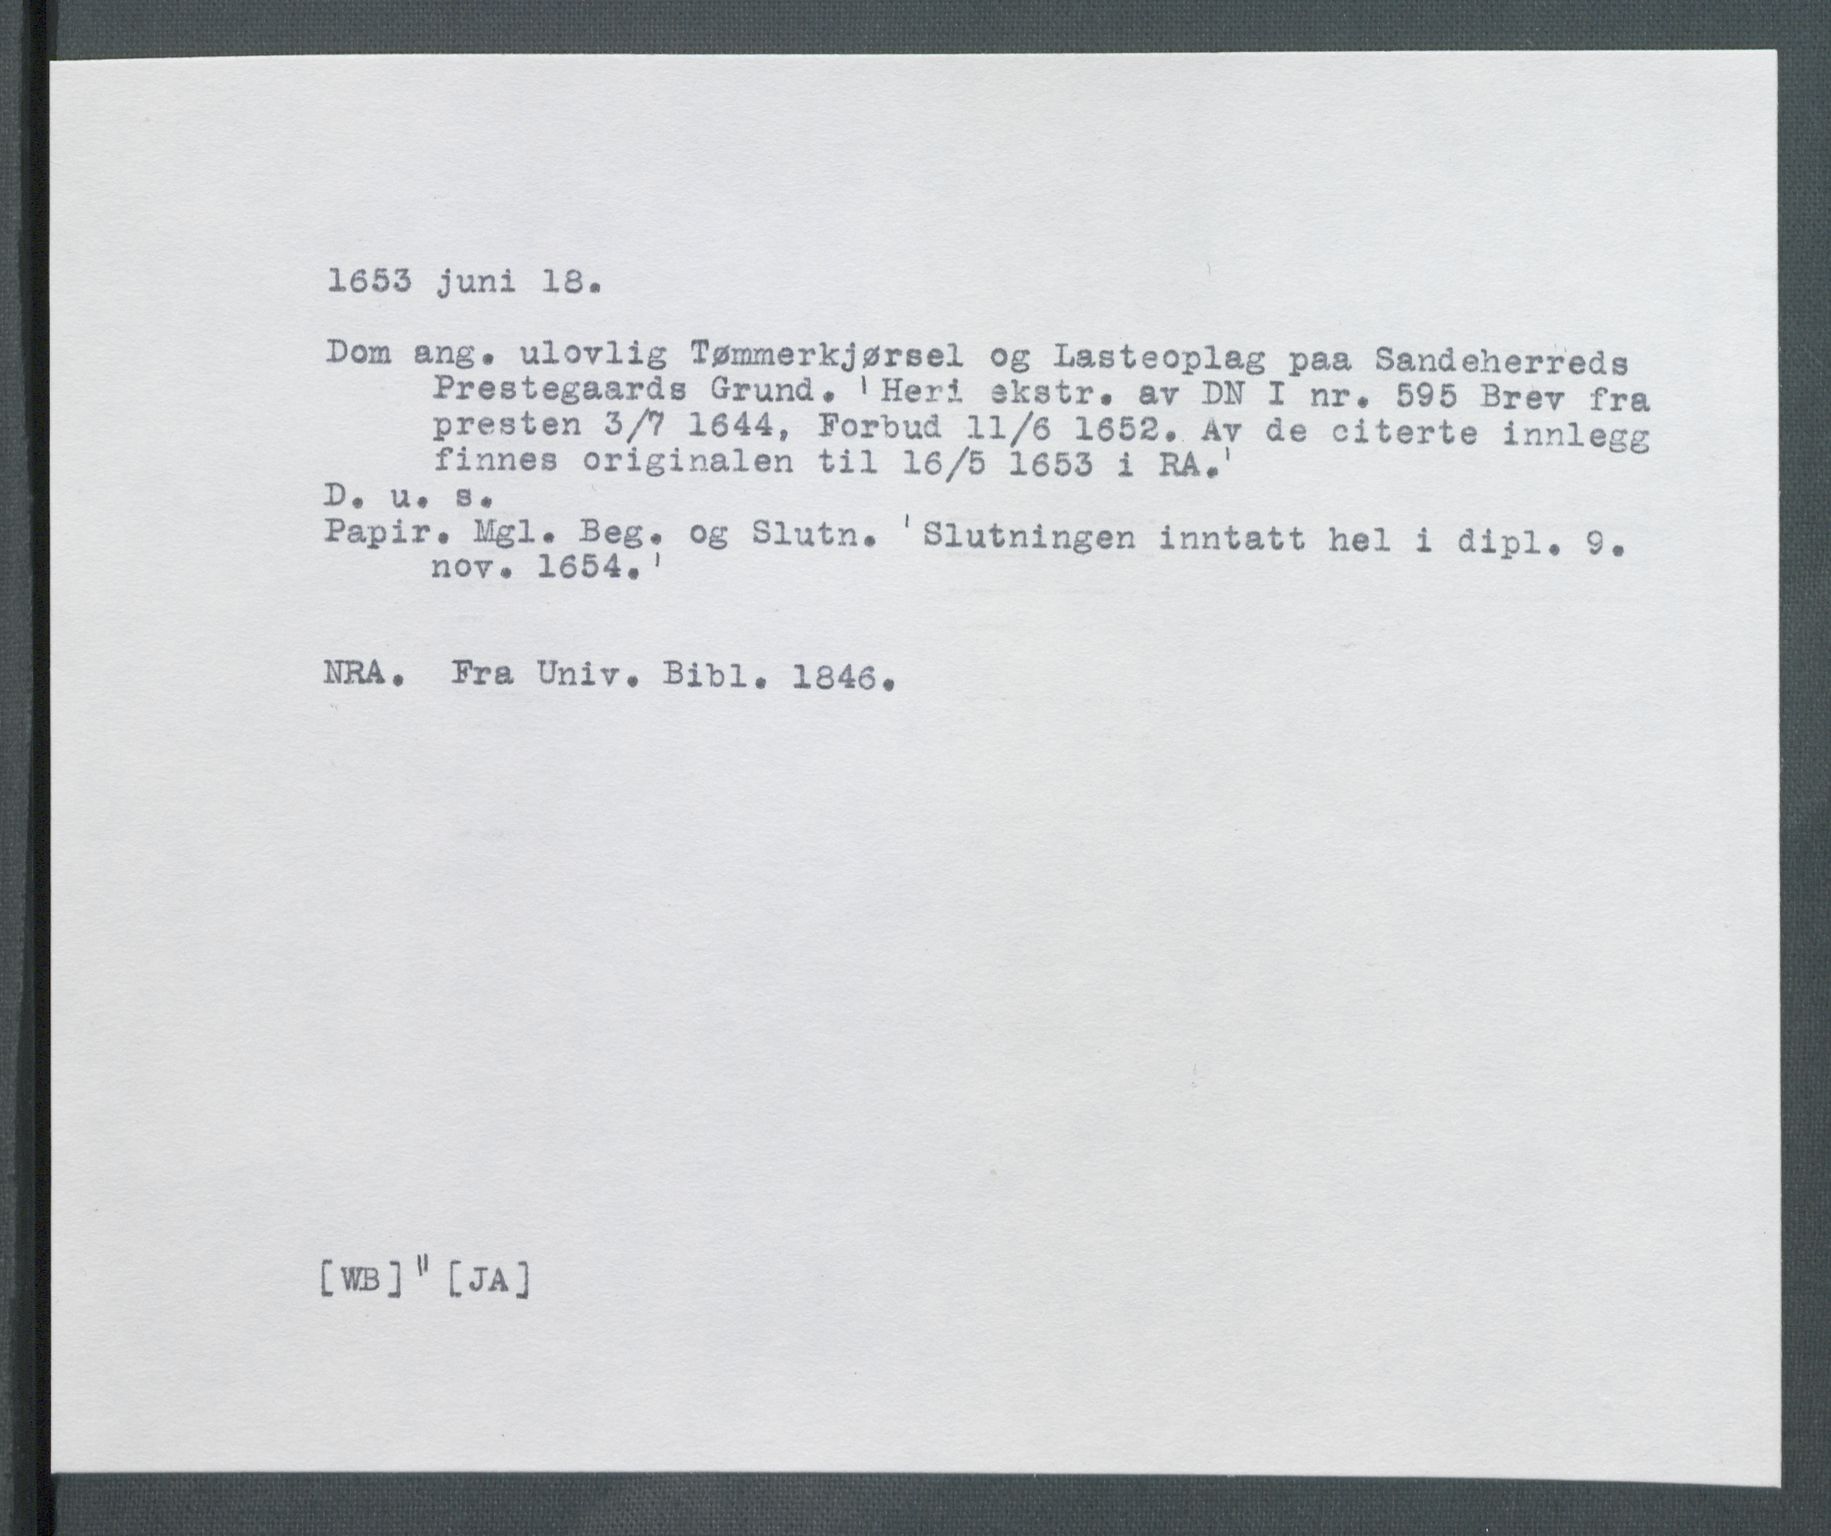 1653 juni 18.
Dom ang. ulovlig Tømmerkjørsel og Lasteoplag paa Sandeherreds
Prestegaards Grund. ' Heri ekstr. av DN I nr. 595 Brev fra
presten 3/7 1644, Forbud 11/6 1652. Av de citerte innlegg
finnes originalen til 16/5 1653 i RA.'
D. u. s.
Papir. Mgl. Beg. og Slutn. 'Slutningen inntatt hel i dipl. 9.
nov. 1654.'
NRA. Fra Univ. Bibl. 1846.
[WB] " [JA]